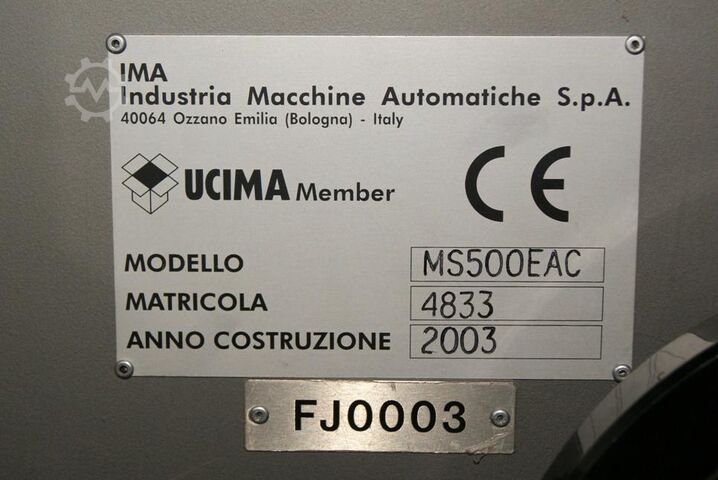 IMA
Industria Macchine Automatiche S.p.A.
40064 Ozzano Emilia (Bologna) - Italy
UCIMA Member
CE
MODELLO MS500EAC
MATRICOLA 4833
ANNO COSTRUZIONE 2003
FJ0003